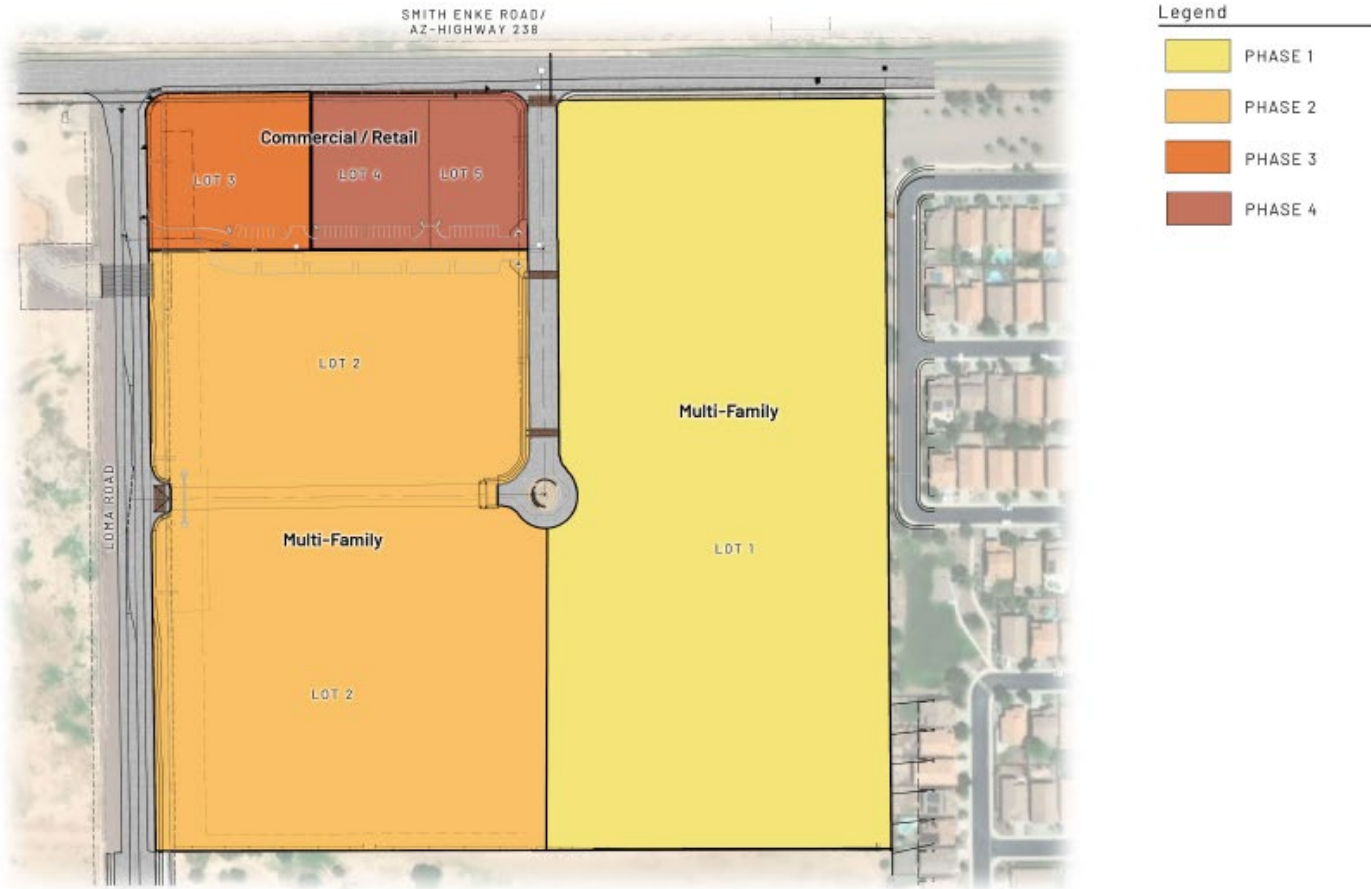 SMITH ENKE ROAD/
AZ-HIGHWAY 238
Legend
PHASE 1
PHASE 2
PHASE 3
PHASE 4
Commercial / Retail
LOT 3
LOT 4
LOT 5
LOT 2
Multi-Family
LOMA ROAD
Multi-Family
LOT 1
LOT 2